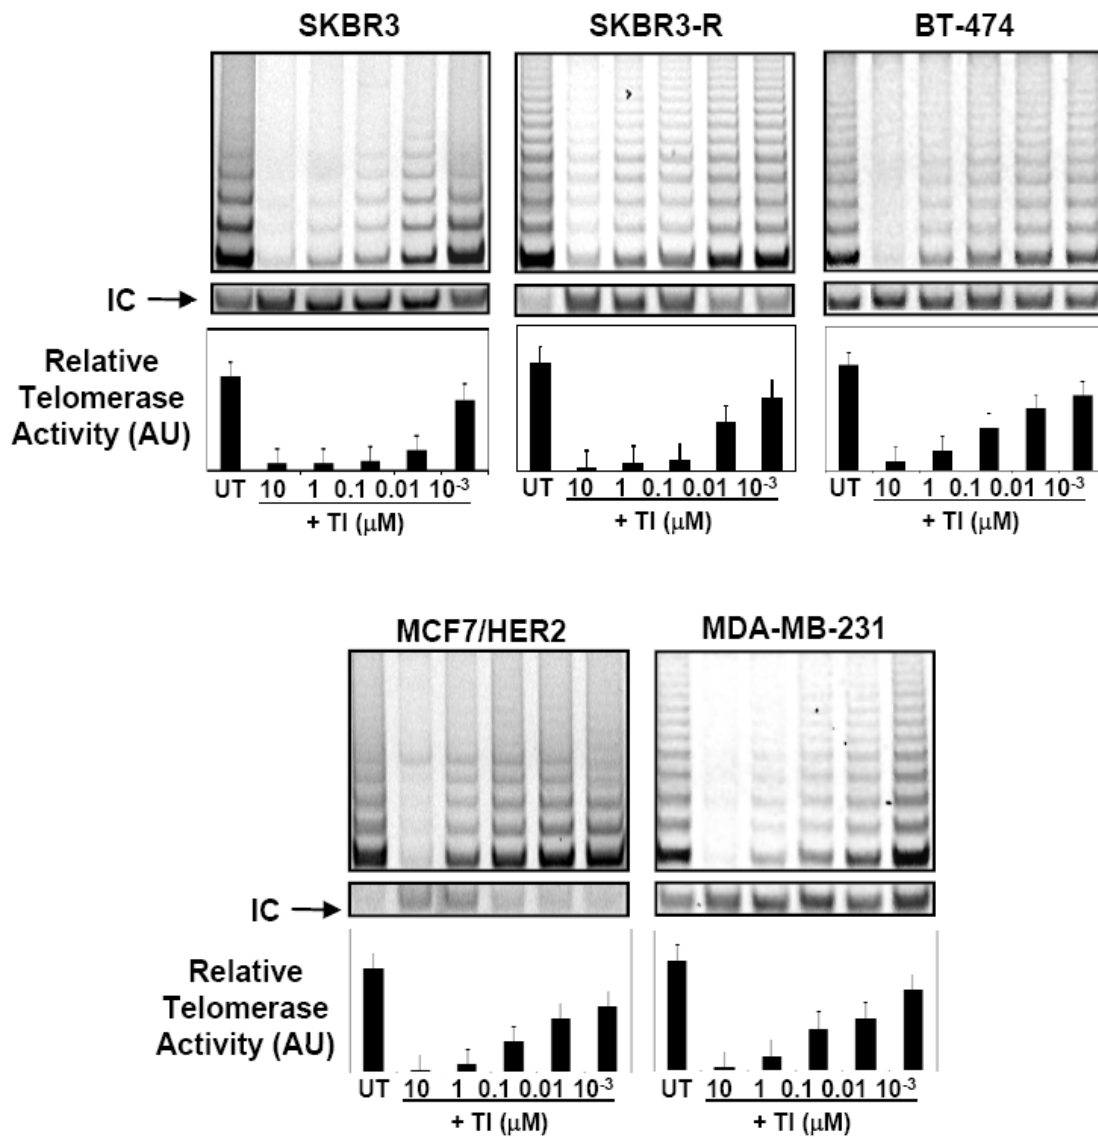 SKBR3 SKBR3-R BT-474
IC
Relative
Telomerase
Activity (AU)
UT 10 1 0.1 0.01 10⁻³ UT 10 1 0.1 0.01 10⁻³ UT 10 1 0.1 0.01 10⁻³
+ TI (μM) + TI (μM) + TI (μM)
MCF7/HER2 MDA-MB-231
IC
Relative
Telomerase
Activity (AU)
UT 10 1 0.1 0.01 10⁻³ UT 10 1 0.1 0.01 10⁻³
+ TI (μM) + TI (μM)